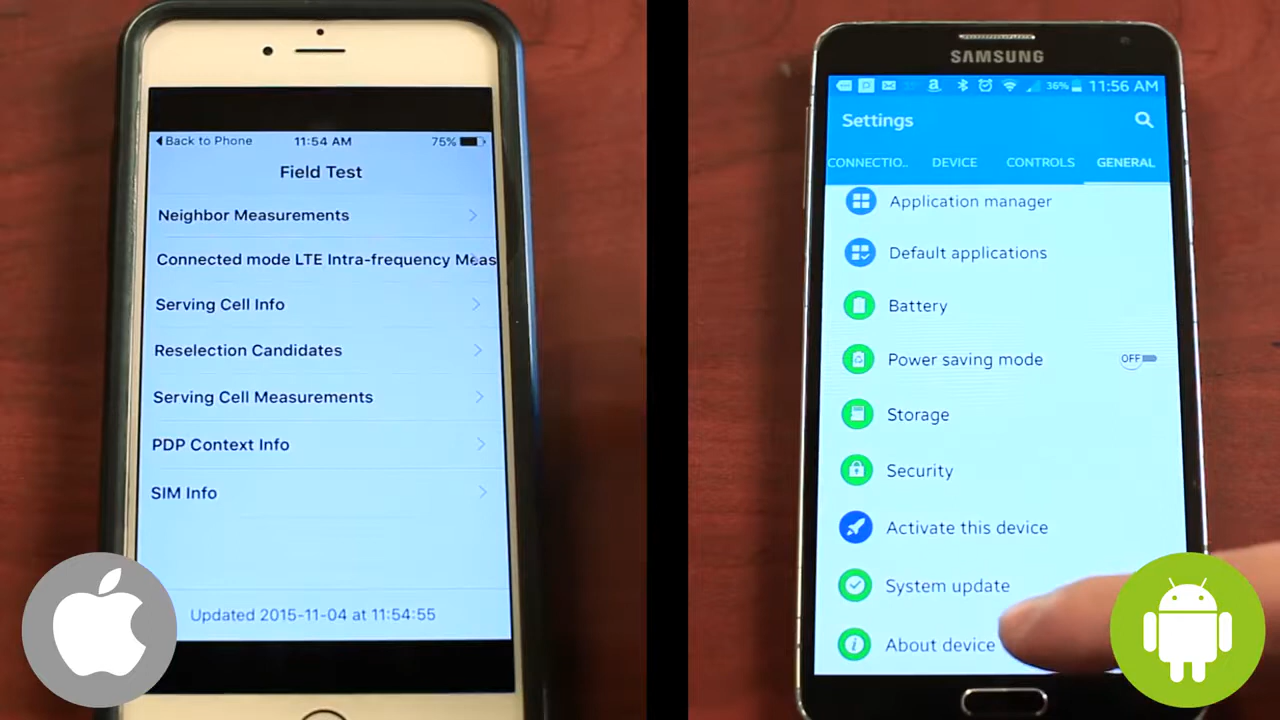 Back to Phone 11:54 AM 75%
Field Test
Neighbor Measurements
Connected mode LTE Intra-frequency Meas
Serving Cell Info
Reselection Candidates
Serving Cell Measurements
PDP Context Info
SIM Info
Updated 2015-11-04 at 11:54:55
SAMSUNG
36% 11:56 AM
Settings
CONNECTIO.. DEVICE CONTROLS GENERAL
Application manager
Default applications
Battery
Power saving mode OFF
Storage
Security
Activate this device
System update
About device